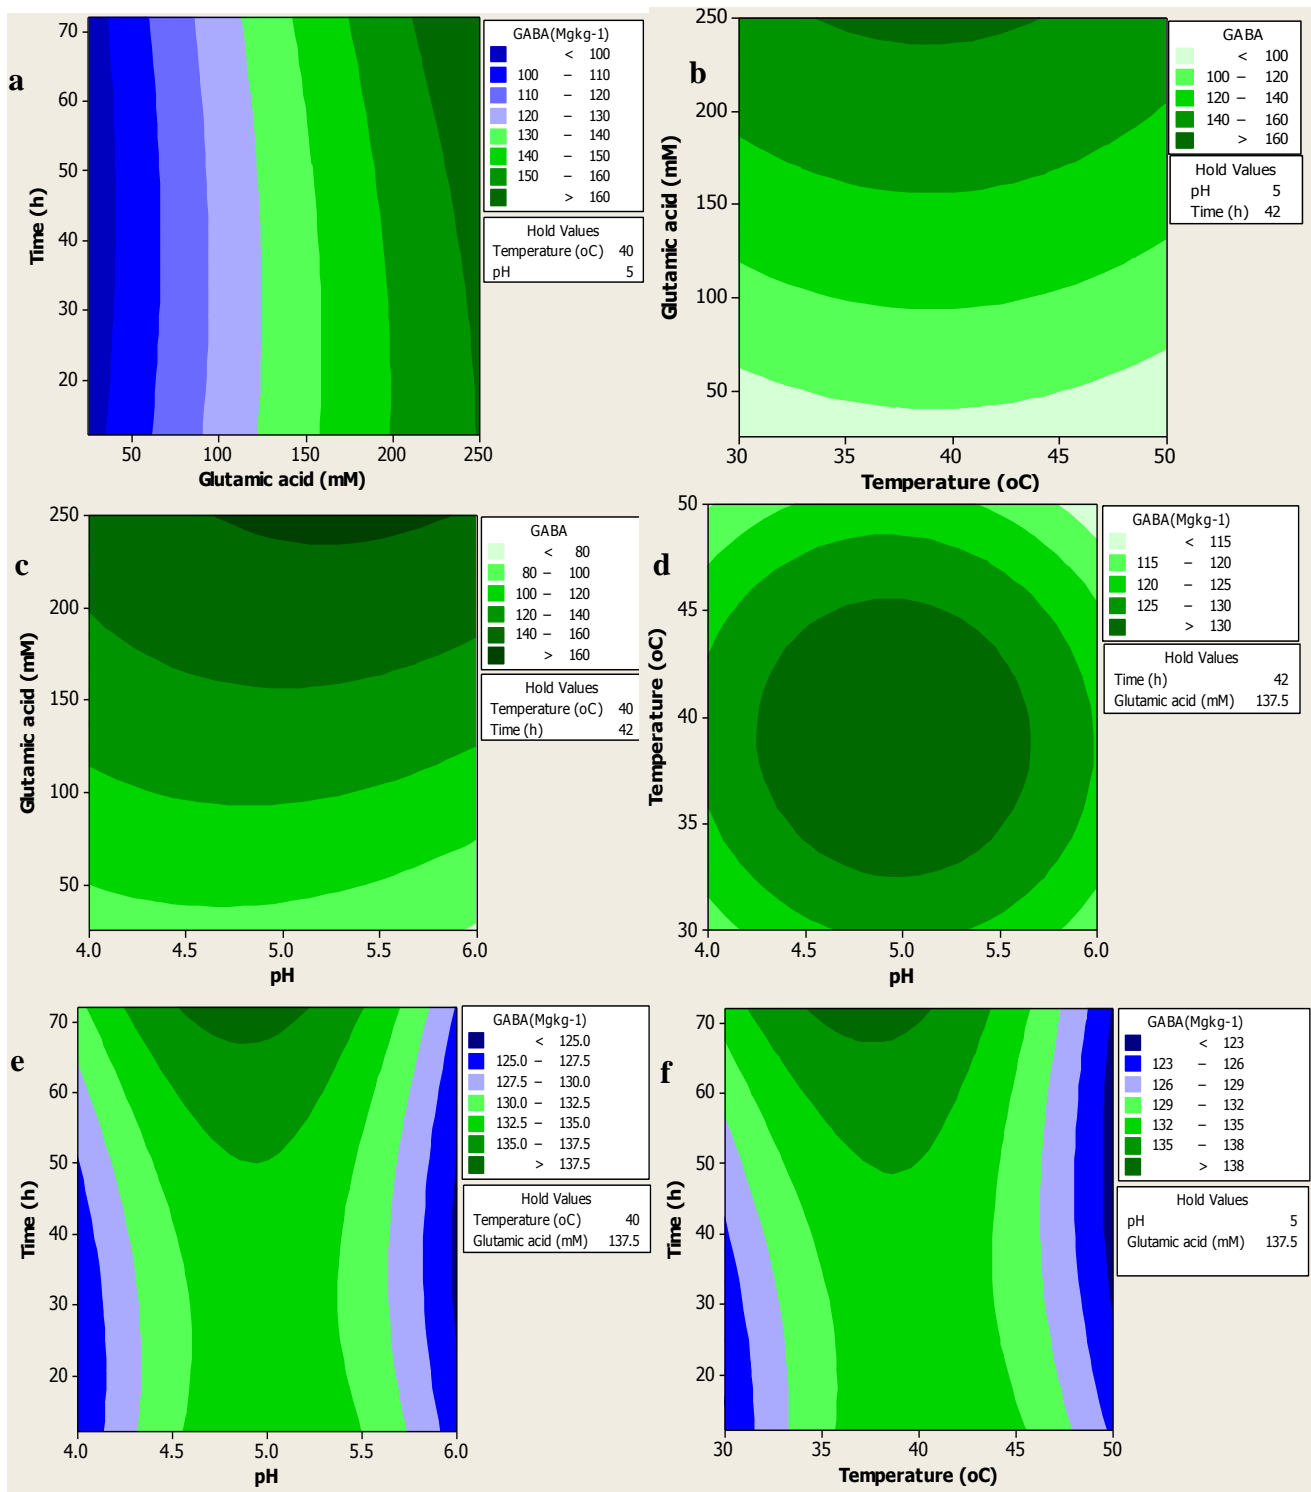 a
70
60
50
40
30
20
Time (h)
50 100 150 200 250
Glutamic acid (mM)
GABA(Mgkg-1)
< 100
100 – 110
110 – 120
120 – 130
130 – 140
140 – 150
150 – 160
> 160
Hold Values
Temperature (oC) 40
pH 5
b
250
200
150
100
50
Glutamic acid (mM)
30 35 40 45 50
Temperature (oC)
GABA
< 100
100 – 120
120 – 140
140 – 160
> 160
Hold Values
pH 5
Time (h) 42
c
250
200
150
100
50
Glutamic acid (mM)
4.0 4.5 5.0 5.5 6.0
pH
GABA
< 80
80 – 100
100 – 120
120 – 140
140 – 160
> 160
Hold Values
Temperature (oC) 40
Time (h) 42
d
50
45
40
35
30
Temperature (oC)
4.0 4.5 5.0 5.5 6.0
pH
GABA(Mgkg-1)
< 115
115 – 120
120 – 125
125 – 130
> 130
Hold Values
Time (h) 42
Glutamic acid (mM) 137.5
e
70
60
50
40
30
20
Time (h)
4.0 4.5 5.0 5.5 6.0
pH
GABA(Mgkg-1)
< 125.0
125.0 – 127.5
127.5 – 130.0
130.0 – 132.5
132.5 – 135.0
135.0 – 137.5
> 137.5
Hold Values
Temperature (oC) 40
Glutamic acid (mM) 137.5
f
70
60
50
40
30
20
Time (h)
30 35 40 45 50
Temperature (oC)
GABA(Mgkg-1)
< 123
123 – 126
126 – 129
129 – 132
132 – 135
135 – 138
> 138
Hold Values
pH 5
Glutamic acid (mM) 137.5